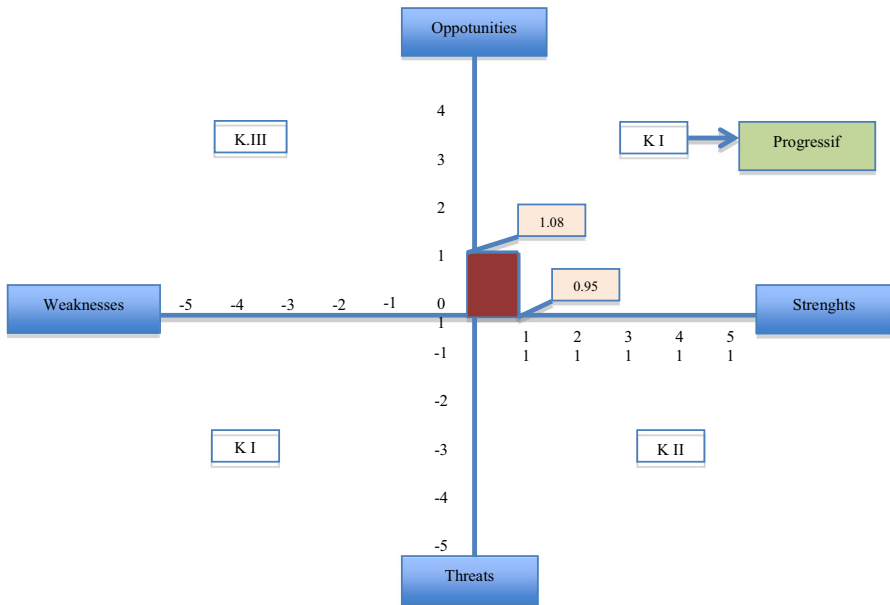 Oppotunities
4
K.III
K I
Progressif
3
2
1.08
1
0.95
Weaknesses
-5 -4 -3 -2 -1 0
Strenghts
1
1 2 3 4 5
-1
1 1 1 1 1
-2
K I
K II
-3
-4
-5
Threats